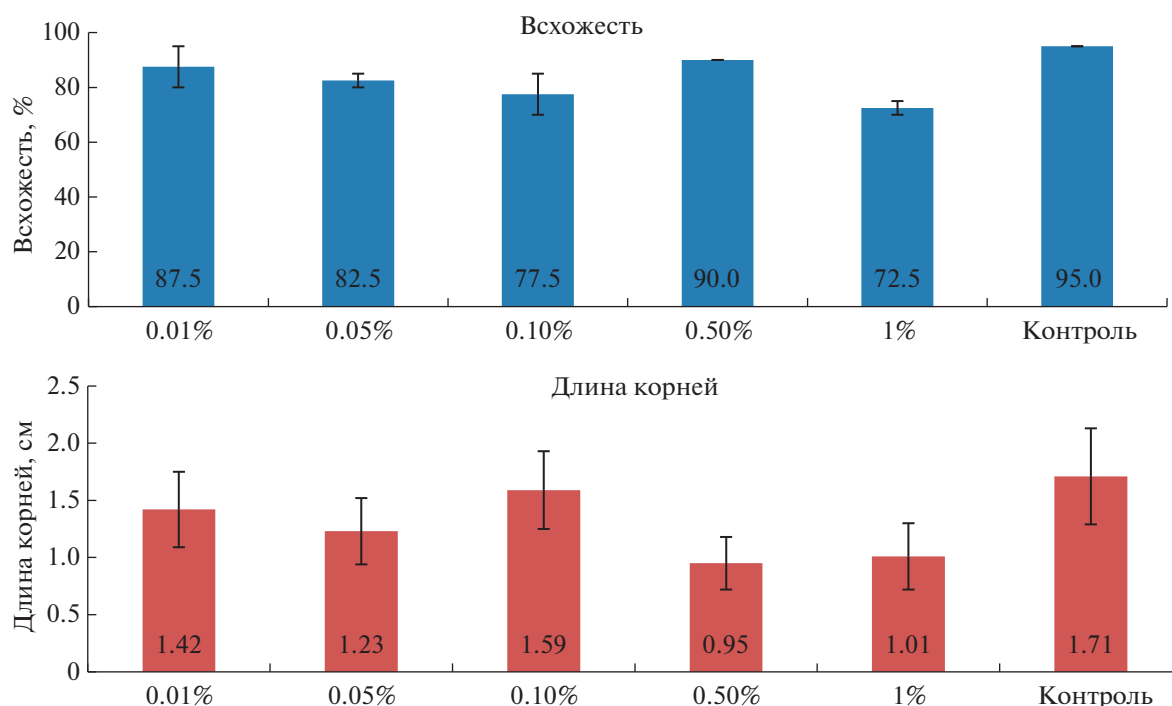 Всхожесть
Всхожесть, %
100
80
60
40
20
0
87.5 82.5 77.5 90.0 72.5 95.0
0.01% 0.05% 0.10% 0.50% 1% Контроль
Длина корней
Длина корней, см
2.5
2.0
1.5
1.0
0.5
0
1.42 1.23 1.59 0.95 1.01 1.71
0.01% 0.05% 0.10% 0.50% 1% Контроль